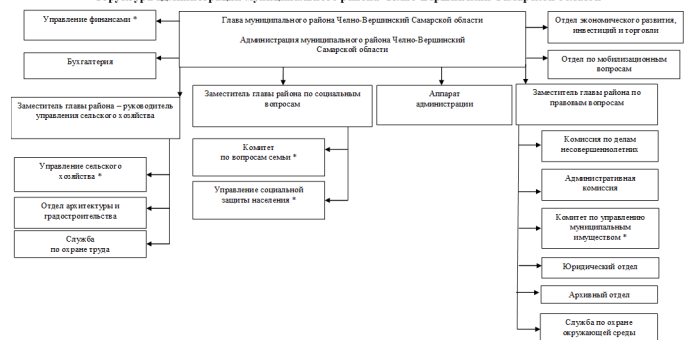 Управление финансами *
Глава муниципального района Челно-Вершинский Самарской области
Администрация муниципального района Челно-Вершинский
Самарской области
Отдел экономического развития,
инвестиций и торговли
Бухгалтерия
Отдел по мобилизационным
вопросам
Заместитель главы района – руководитель
управления сельского хозяйства
Заместитель главы района по социальным
вопросам
Аппарат
администрации
Заместитель главы района по
правовым вопросам
Управление сельского
хозяйства *
Отдел архитектуры и
градостроительства
Служба
по охране труда
Комитет
по вопросам семьи *
Управление социальной
защиты населения *
Комиссия по делам
несовершеннолетних
Административная
комиссия
Комитет по управлению
муниципальным
имуществом *
Юридический отдел
Архивный отдел
Служба по охране
окружающей среды